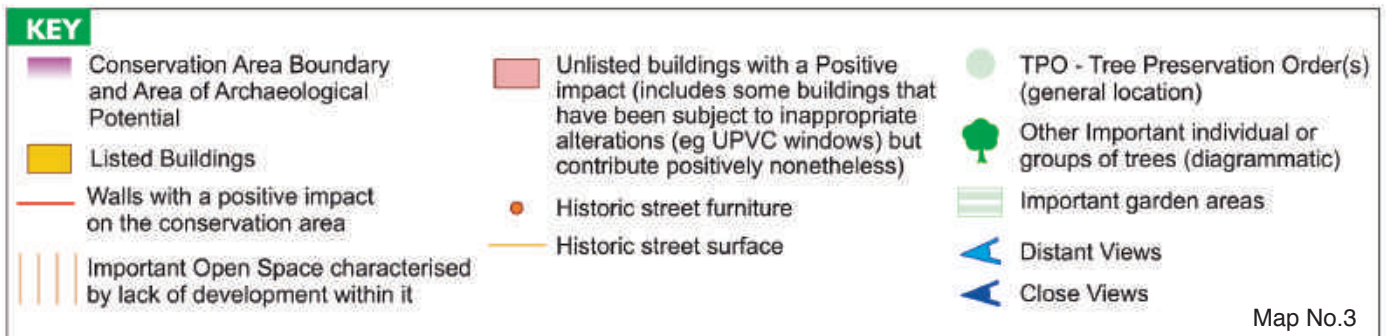 KEY
Conservation Area Boundary
and Area of Archaeological
Potential
Listed Buildings
Walls with a positive impact
on the conservation area
Important Open Space characterised
by lack of development within it
Unlisted buildings with a Positive
impact (includes some buildings that
have been subject to inappropriate
alterations (eg UPVC windows) but
contribute positively nonetheless)
Historic street furniture
Historic street surface
TPO - Tree Preservation Order(s)
(general location)
Other Important individual or
groups of trees (diagrammatic)
Important garden areas
Distant Views
Close Views
Map No.3